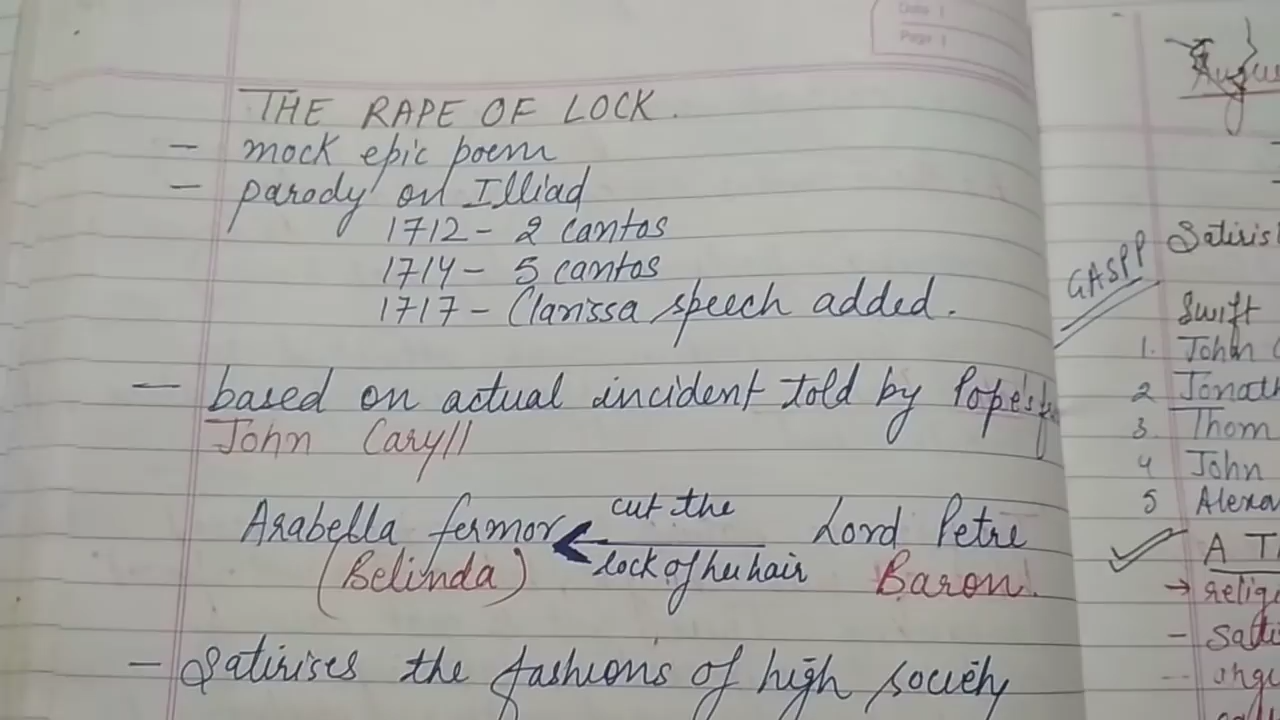 Date |
Page |
THE RAPE OF LOCK.
- mock epic poem
- parody on Illiad
1712 - 2 cantos
1714 - 5 cantos
1717 - Clarissa speech added.
- based on actual incident told by Pope's
John Caryll
Arabella fermor cut the Lord Petre
(Belinda) lock of her hair Baron.
- Satirises the fashions of high society
GASPP
Swift
1. John
2
3. Thom
4 John
5
A
-